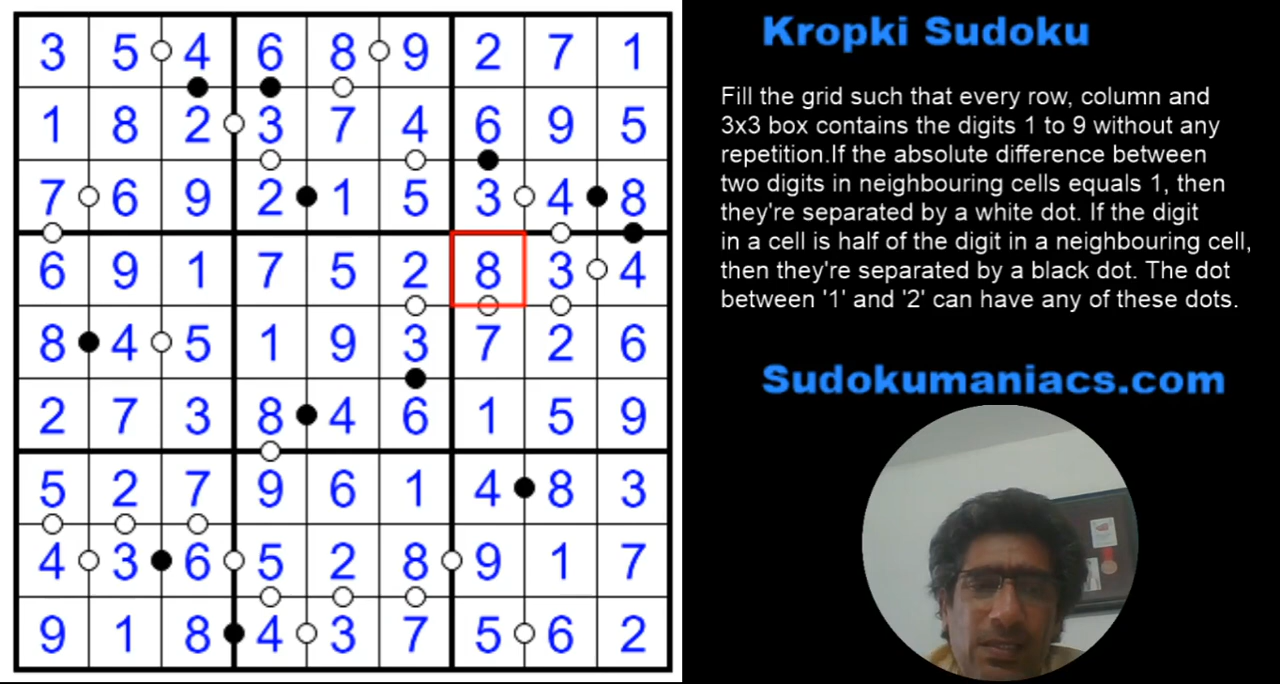 Kropki Sudoku
3 5 4 6 8 9 2 7 1
1 8 2 3 7 4 6 9 5
7 6 9 2 1 5 3 4 8
6 9 1 7 5 2 8 3 4
8 4 5 1 9 3 7 2 6
2 7 3 8 4 6 1 5 9
5 2 7 9 6 1 4 8 3
4 3 6 5 2 8 9 1 7
9 1 8 4 3 7 5 6 2
Fill the grid such that every row, column and
3x3 box contains the digits 1 to 9 without any
repetition.If the absolute difference between
two digits in neighbouring cells equals 1, then
they're separated by a white dot. If the digit
in a cell is half of the digit in a neighbouring cell,
then they're separated by a black dot. The dot
between '1' and '2' can have any of these dots.
Sudokumaniacs.com